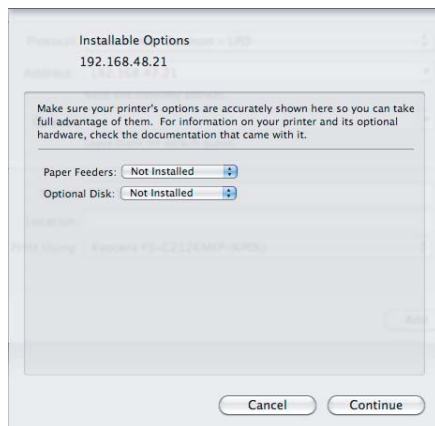 Installable Options
192.168.48.21
Make sure your printer's options are accurately shown here so you can take
full advantage of them. For information on your printer and its optional
hardware, check the documentation that came with it.
Paper Feeders: Not Installed
Optional Disk: Not Installed
Cancel Continue